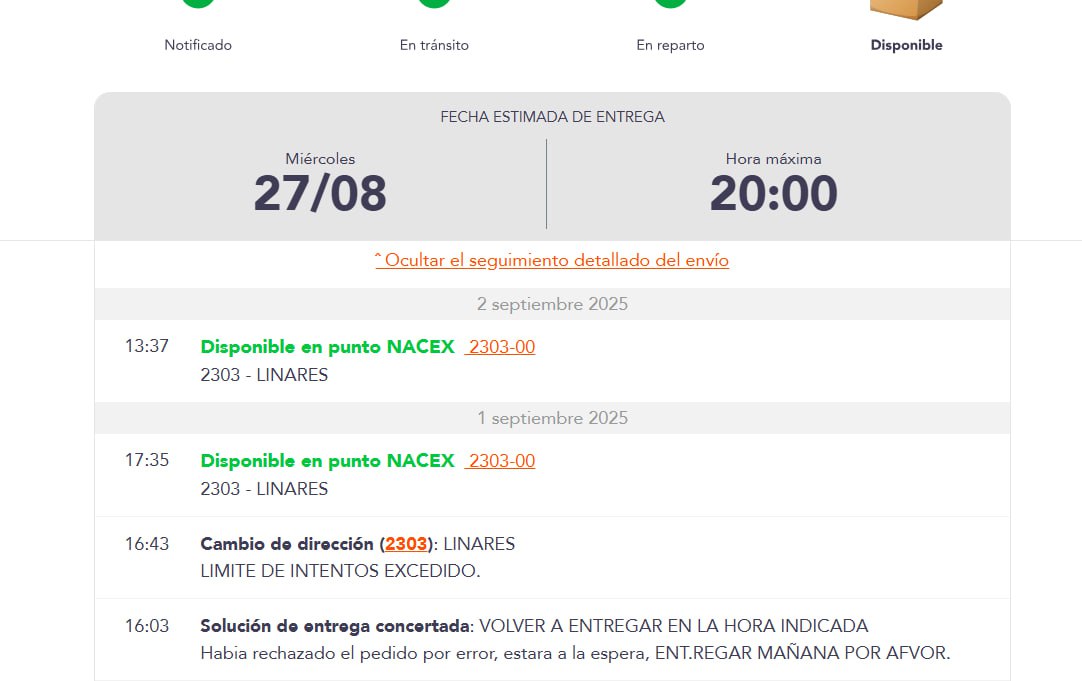 Notificado
En tránsito
En reparto
Disponible
FECHA ESTIMADA DE ENTREGA
Miércoles
27/08
Hora máxima
20:00
ˆ Ocultar el seguimiento detallado del envío
2 septiembre 2025
13:37 Disponible en punto NACEX 2303-00
2303 - LINARES
1 septiembre 2025
17:35 Disponible en punto NACEX 2303-00
2303 - LINARES
16:43 Cambio de dirección (2303): LINARES
LIMITE DE INTENTOS EXCEDIDO.
16:03 Solución de entrega concertada: VOLVER A ENTREGAR EN LA HORA INDICADA
Habia rechazado el pedido por error, estara a la espera, ENT.REGAR MAÑANA POR AFVOR.